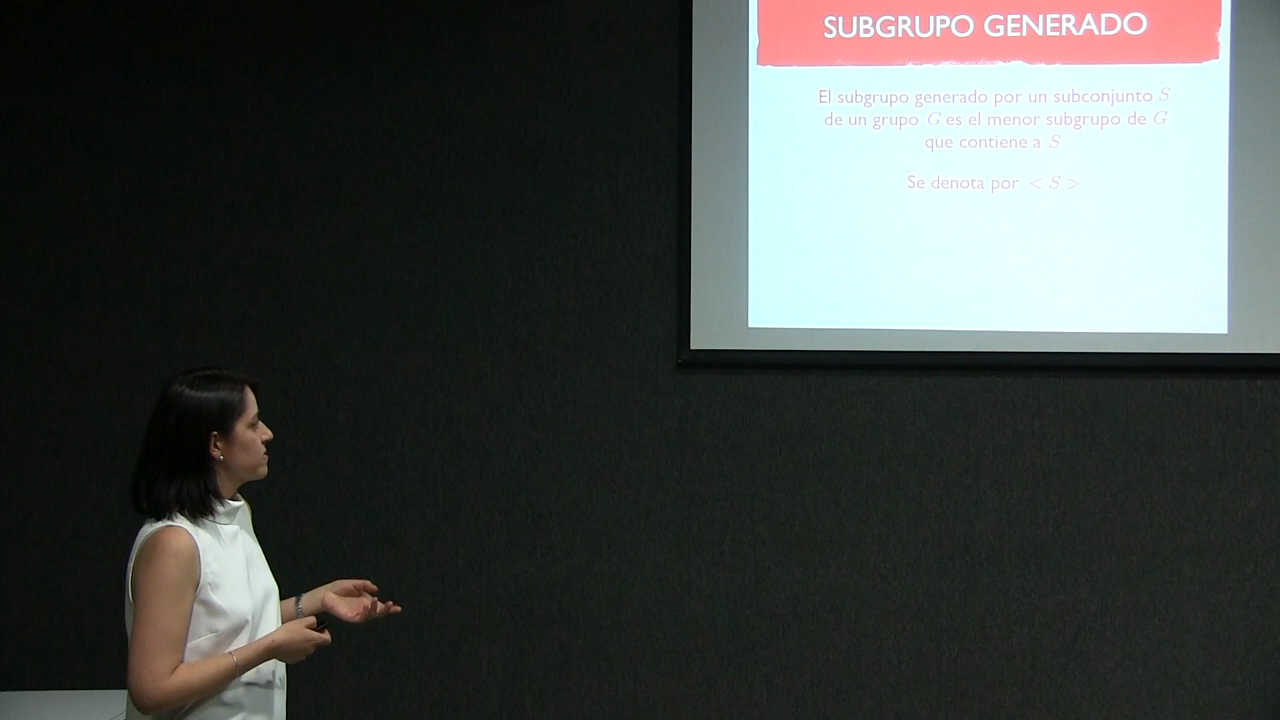 SUBGRUPO GENERADO
El subgrupo generado por un subconjunto S
de un grupo G es el menor subgrupo de G
que contiene a S
Se denota por < S >